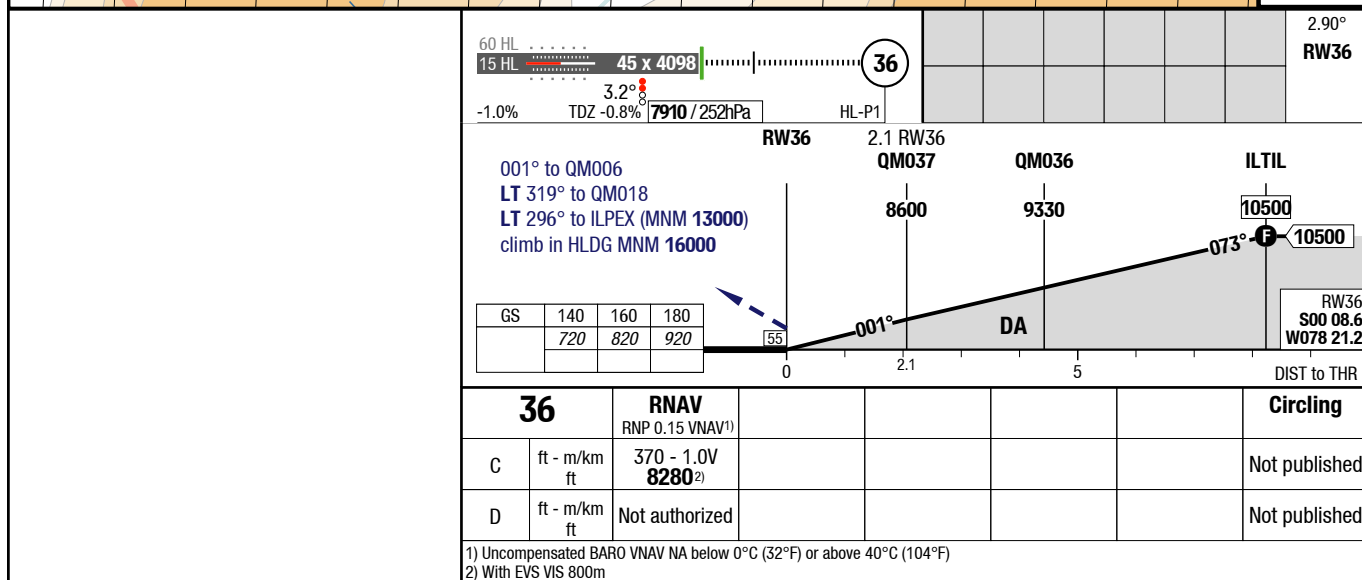 60 HL
15 HL 45 x 4098 36
3.2°
-1.0% TDZ -0.8% 7910 / 252hPa HL-P1
2.90°
RW36
RW36 2.1 RW36
QM037 QM036 ILTIL
001° to QM006
LT 319° to QM018
LT 296° to ILPEX (MNM 13000)
climb in HLDG MNM 16000
8600 9330 10500
073° F 10500
001° DA
RW36
S00 08.6
W078 21.2
GS 140 160 180
720 820 920
55
0 2.1 5 DIST to THR
36 RNAV Circling
RNP 0.15 VNAV1)
C ft - m/km 370 - 1.0V Not published
ft 8280 2)
D ft - m/km Not authorized Not published
ft
1) Uncompensated BARO VNAV NA below 0°C (32°F) or above 40°C (104°F)
2) With EVS VIS 800m